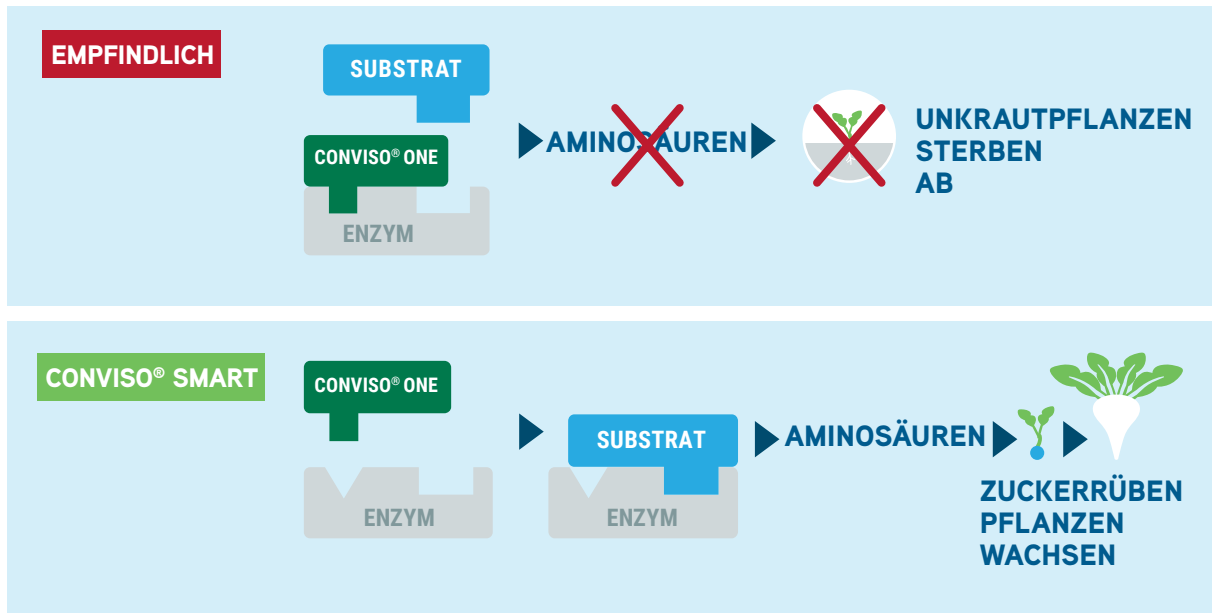 EMPFINDLICH
SUBSTRAT
CONVISO® ONE
ENZYM
AMINOSÄUREN
UNKRAUTPFLANZEN
STERBEN
AB
CONVISO® SMART
CONVISO® ONE
ENZYM
SUBSTRAT
ENZYM
AMINOSÄUREN
ZUCKERRÜBEN
PFLANZEN
WACHSEN